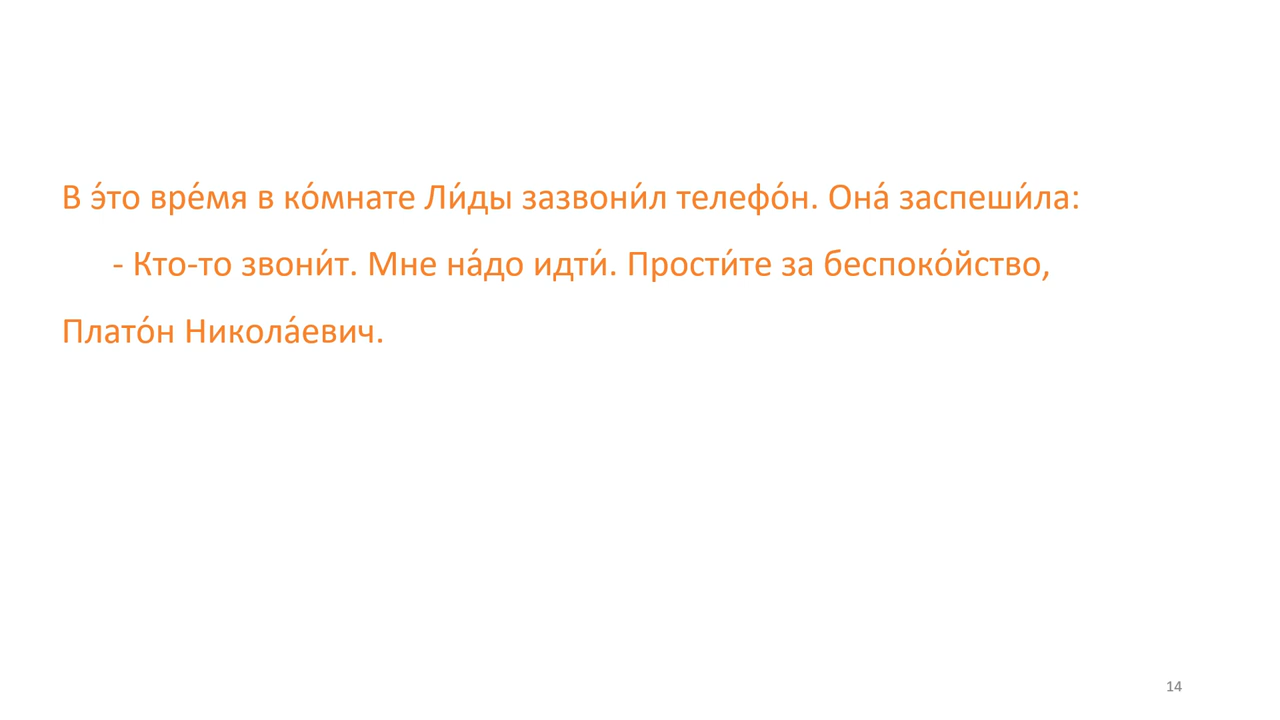 В э́то вре́мя в ко́мнате Ли́ды зазвони́л телефо́н. Она́ заспеши́ла:
- Кто-то звони́т. Мне на́до идти́. Прости́те за беспоко́йство,
Плато́н Никола́евич.
14